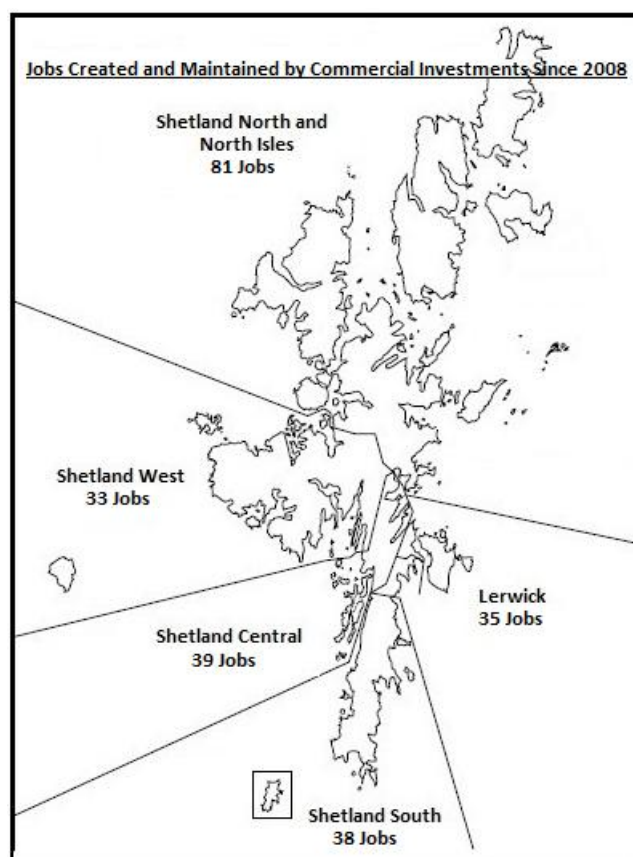 Jobs Created and Maintained by Commercial Investments Since 2008
Shetland North and
North Isles
81 Jobs
Shetland West
33 Jobs
Lerwick
35 Jobs
Shetland Central
39 Jobs
Shetland South
38 Jobs